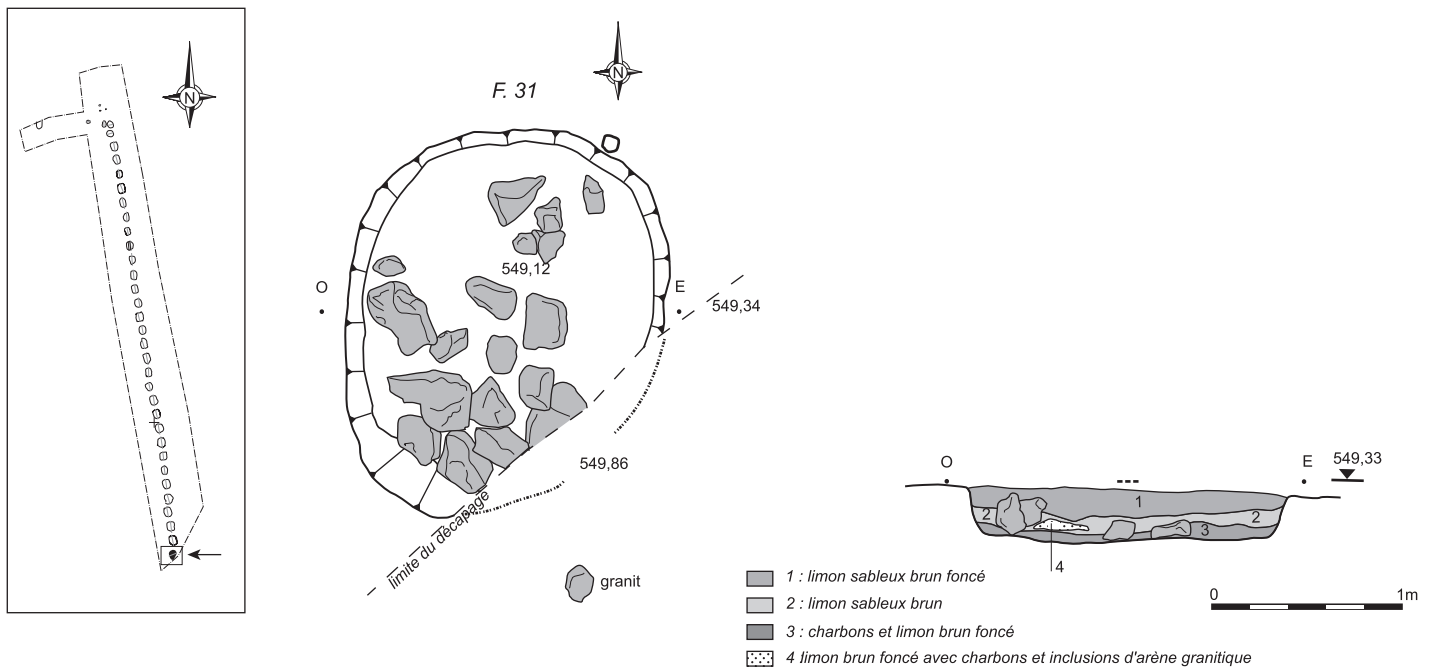 N
F. 31
N
549,12
O
E
549,34
549,86
limite du décapage
granit
O
E
549,33
1
2
2
3
4
1 : limon sableux brun foncé
2 : limon sableux brun
3 : charbons et limon brun foncé
4 :limon brun foncé avec charbons et inclusions d'arène granitique
0
1m